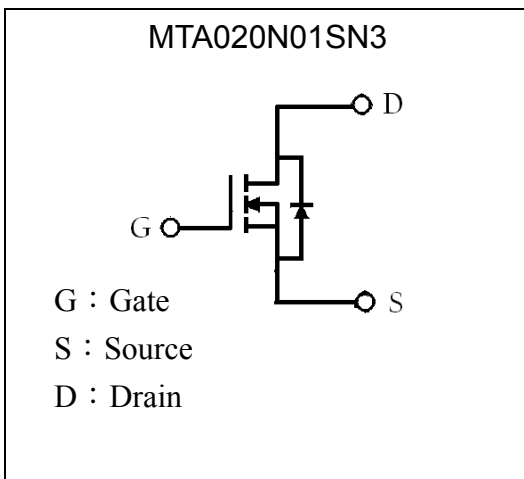 MTA020N01SN3
D
G
S
G：Gate
S：Source
D：Drain